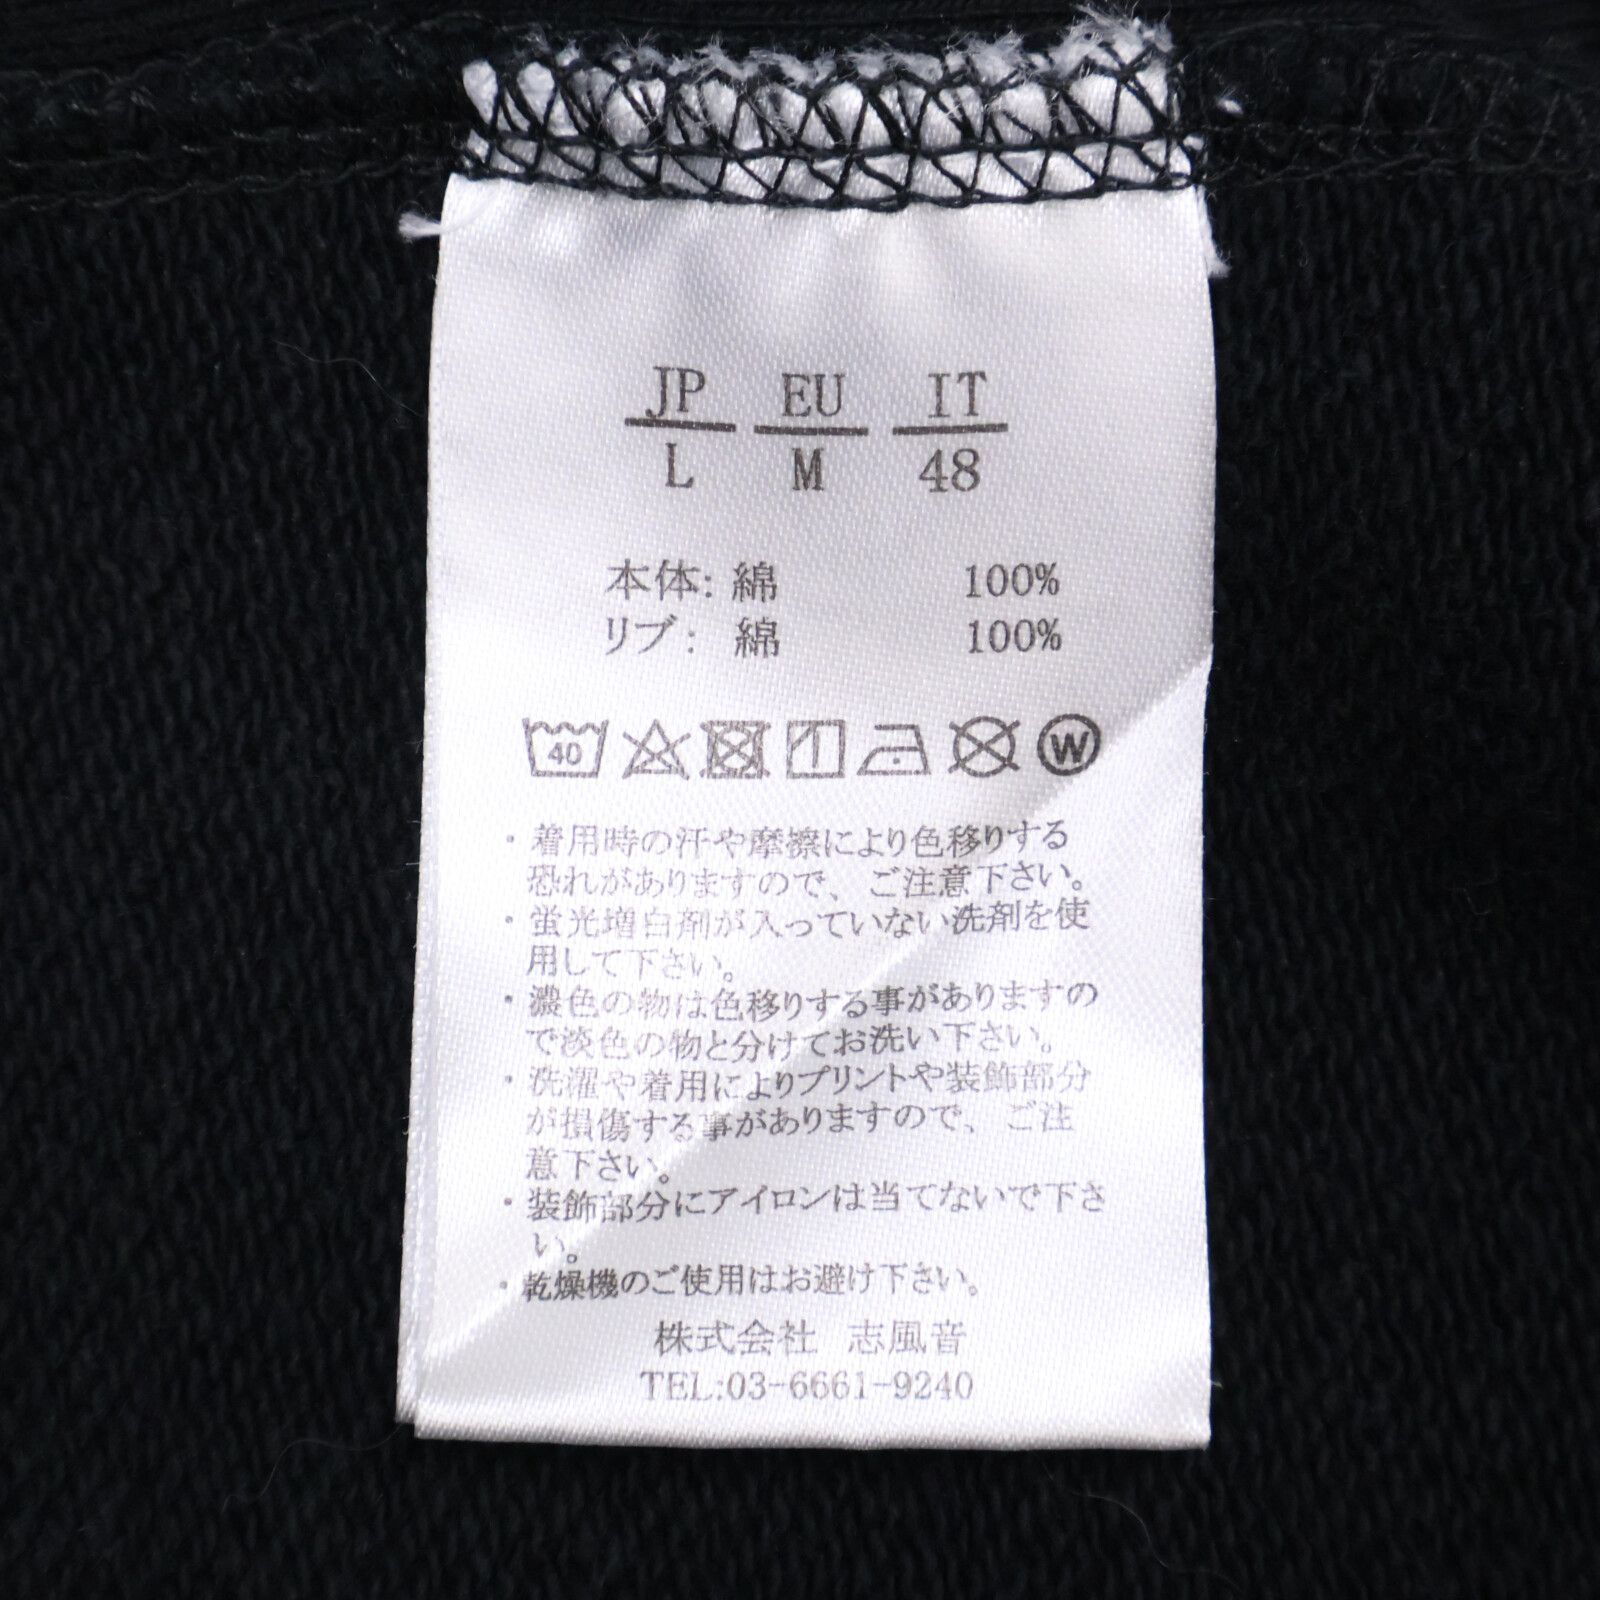 JP EU IT
L M 48
本体: 綿 100%
リブ: 綿 100%
40 W
・着用時の汗や摩擦により色移りする
恐れがありますので、ご注意下さい。
・蛍光増白剤が入っていない洗剤を使
用して下さい。
・濃色の物は色移りする事がありますの
で淡色の物と分けてお洗い下さい。
・洗濯や着用によりプリントや装飾部分
が損傷する事がありますので、ご注
意下さい。
・装飾部分にアイロンは当てないで下さ
い。
・乾燥機のご使用はお避け下さい。
株式会社 志風音
TEL:03-6661-9240